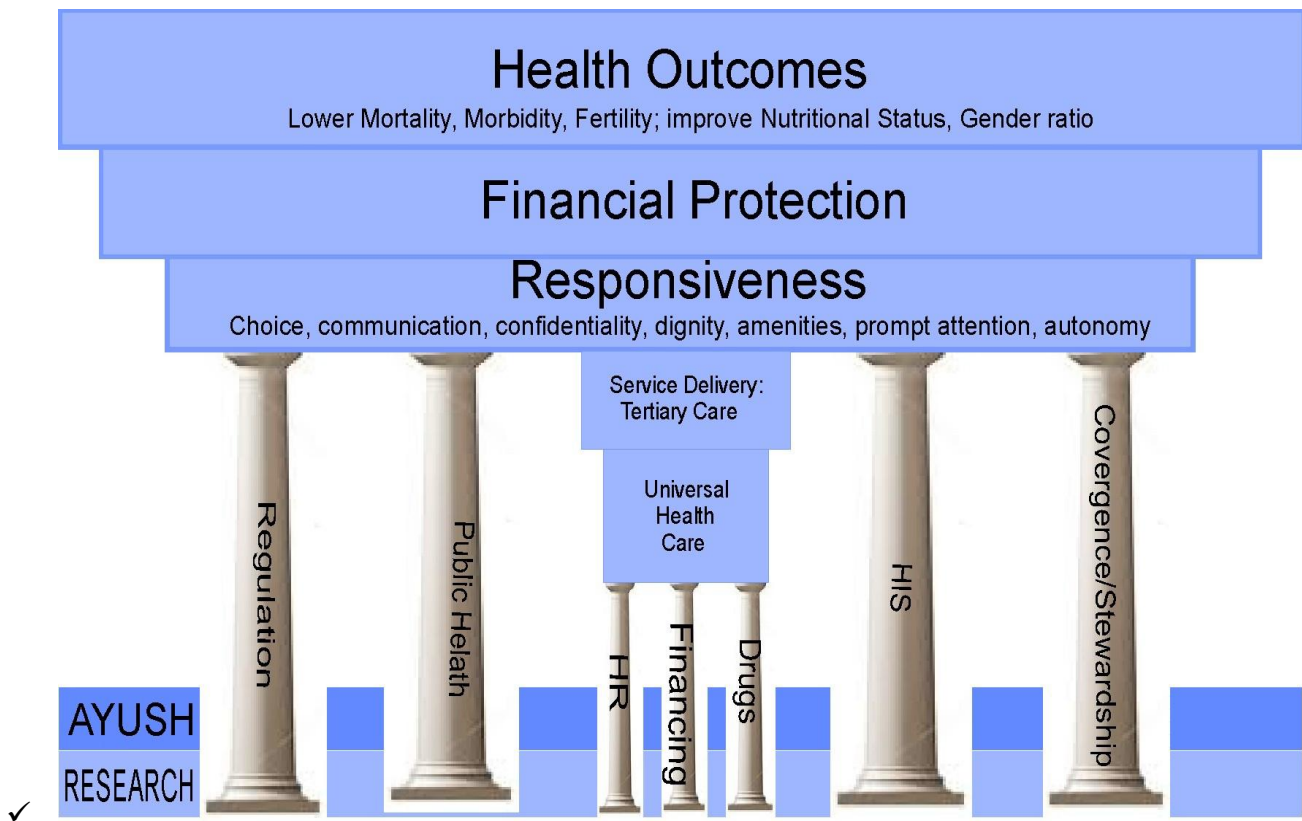 Health Outcomes
Lower Mortality, Morbidity, Fertility; improve Nutritional Status, Gender ratio
Financial Protection
Responsiveness
Choice, communication, confidentiality, dignity, amenities, prompt attention, autonomy
Service Delivery:
Tertiary Care
Universal
Health
Care
Regulation
Public Helath
HR
Financing
Drugs
HIS
Covergence/Stewardship
AYUSH
RESEARCH